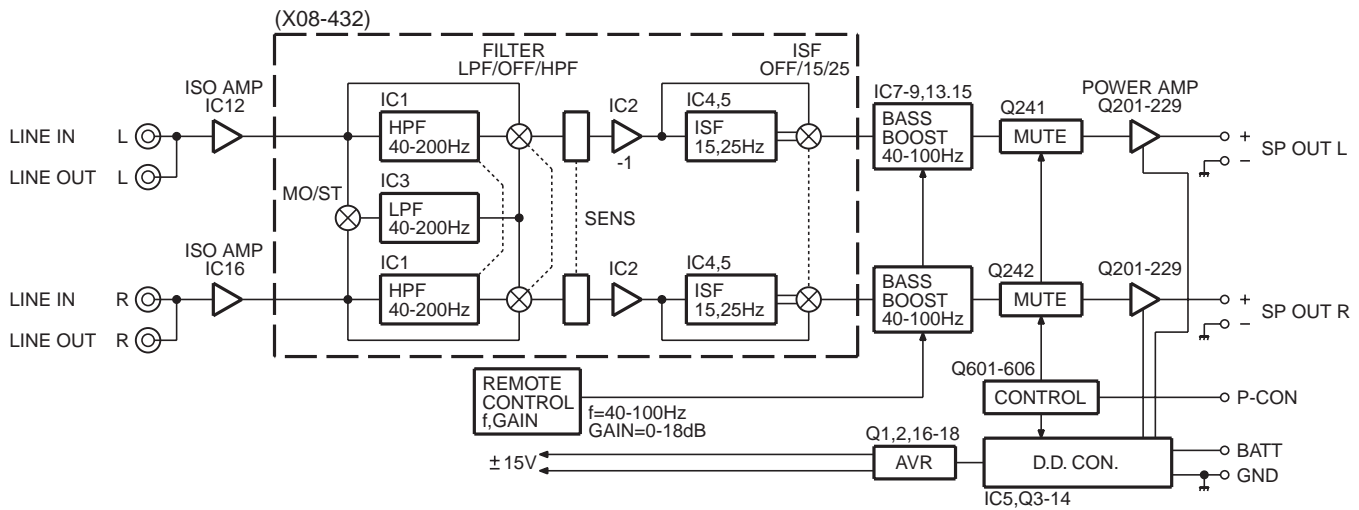 (X08-432)
FILTER
LPF/OFF/HPF
ISF
OFF/15/25
ISO AMP
IC12
IC1
HPF
40-200Hz
IC2
-1
IC4,5
ISF
15,25Hz
IC7-9,13.15
BASS
BOOST
40-100Hz
Q241
MUTE
POWER AMP
Q201-229
+
−
SP OUT L
LINE IN L
LINE OUT L
MO/ST
IC3
LPF
40-200Hz
SENS
ISO AMP
IC16
IC1
HPF
40-200Hz
IC2
IC4,5
ISF
15,25Hz
BASS
BOOST
40-100Hz
Q242
MUTE
Q201-229
+
−
SP OUT R
LINE IN R
LINE OUT R
REMOTE
CONTROL
f,GAIN
f=40-100Hz
GAIN=0-18dB
Q601-606
CONTROL
P-CON
±15V
Q1,2,16-18
AVR
D.D. CON.
IC5,Q3-14
BATT
GND